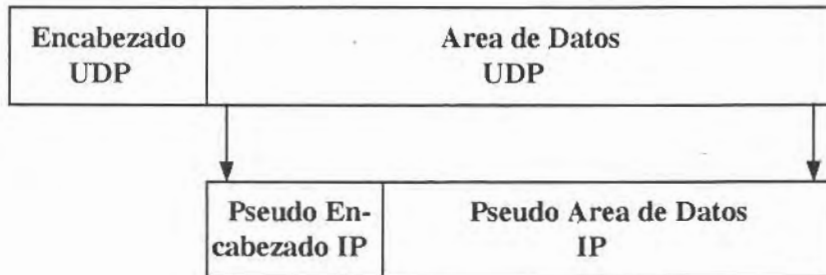 Encabezado
UDP
Area de Datos
UDP
Pseudo En-
cabezado IP
Pseudo Area de Datos
IP